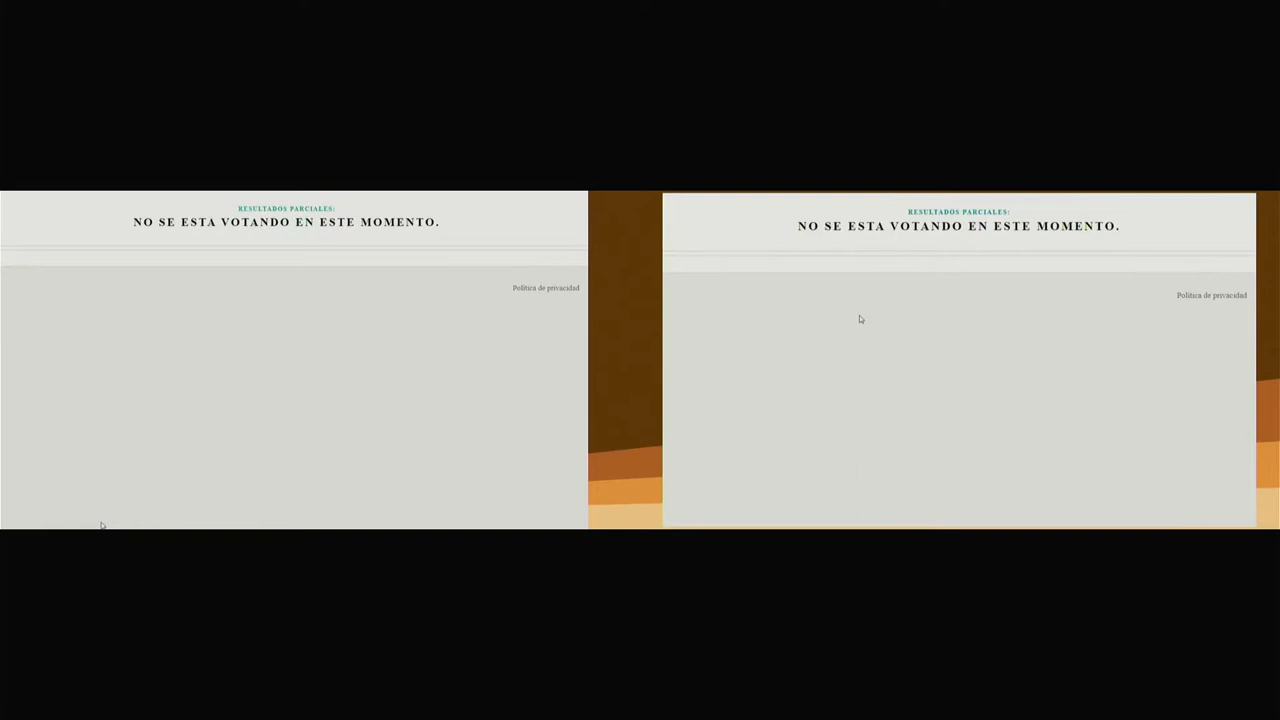 RESULTADOS PARCIALES:
NO SE ESTA VOTANDO EN ESTE MOMENTO.
Política de privacidad
RESULTADOS PARCIALES:
NO SE ESTA VOTANDO EN ESTE MOMENTO.
Política de privacidad